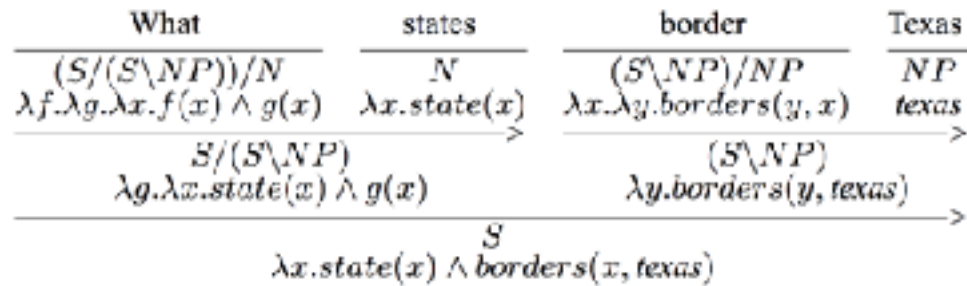 What states border Texas
(S/(S\NP))/N N (S\NP)/NP NP
λf.λg.λx.f(x) ∧ g(x) λx.state(x) λx.λy.borders(y, x) texas
> >
S/(S\NP) (S\NP)
λg.λx.state(x) ∧ g(x) λy.borders(y, texas)
>
S
λx.state(x) ∧ borders(x, texas)